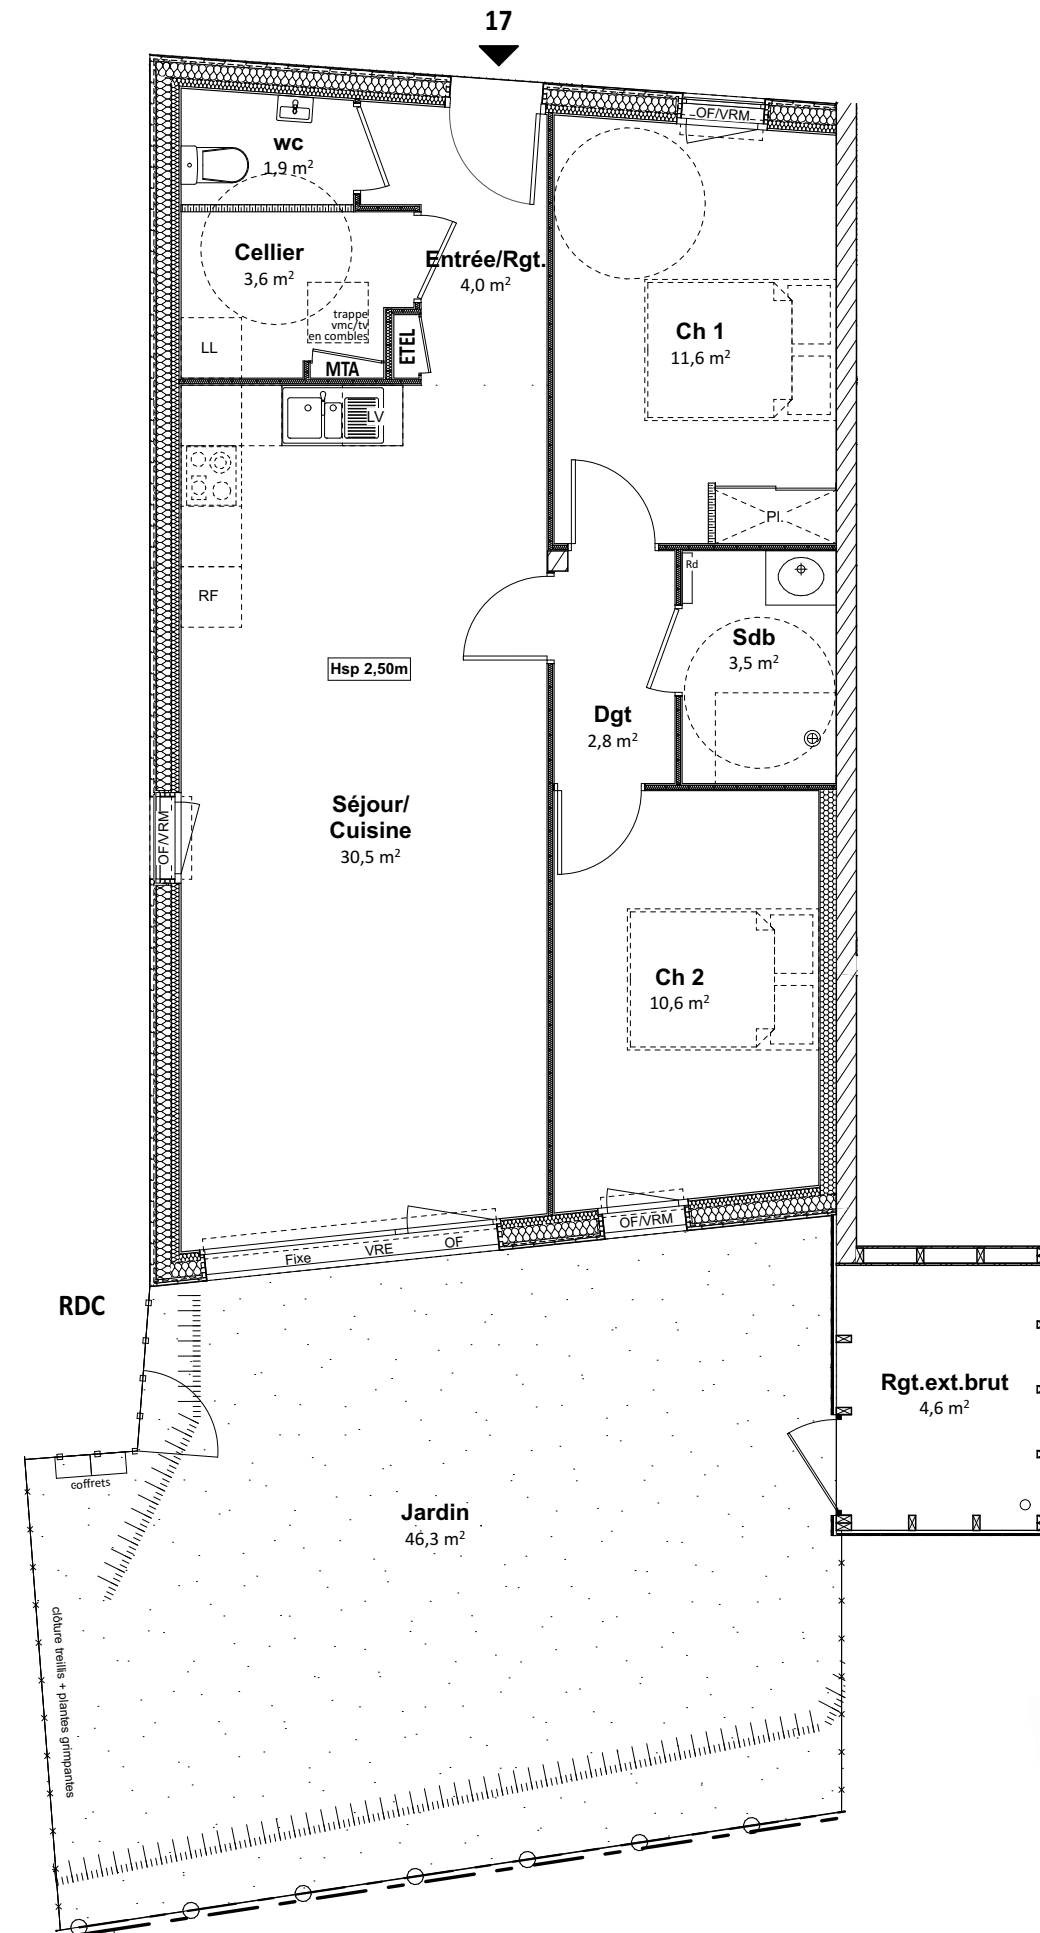 17
OF/VRM
wc
1,9 m²
Cellier
3,6 m²
Entrée/Rgt.
4,0 m²
trappe
vmc/tv
en combles
LL
MTA
ETEL
Ch 1
11,6 m²
LV
Pl.
Rd
RF
Sdb
3,5 m²
Hsp 2,50m
Dgt
2,8 m²
Séjour/
Cuisine
30,5 m²
OF/VRM
Ch 2
10,6 m²
OF/VRM
Fixe
VRE
OF
RDC
Rgt.ext.brut
4,6 m²
coffrets
Jardin
46,3 m²
clôture treillis + plantes grimpantes